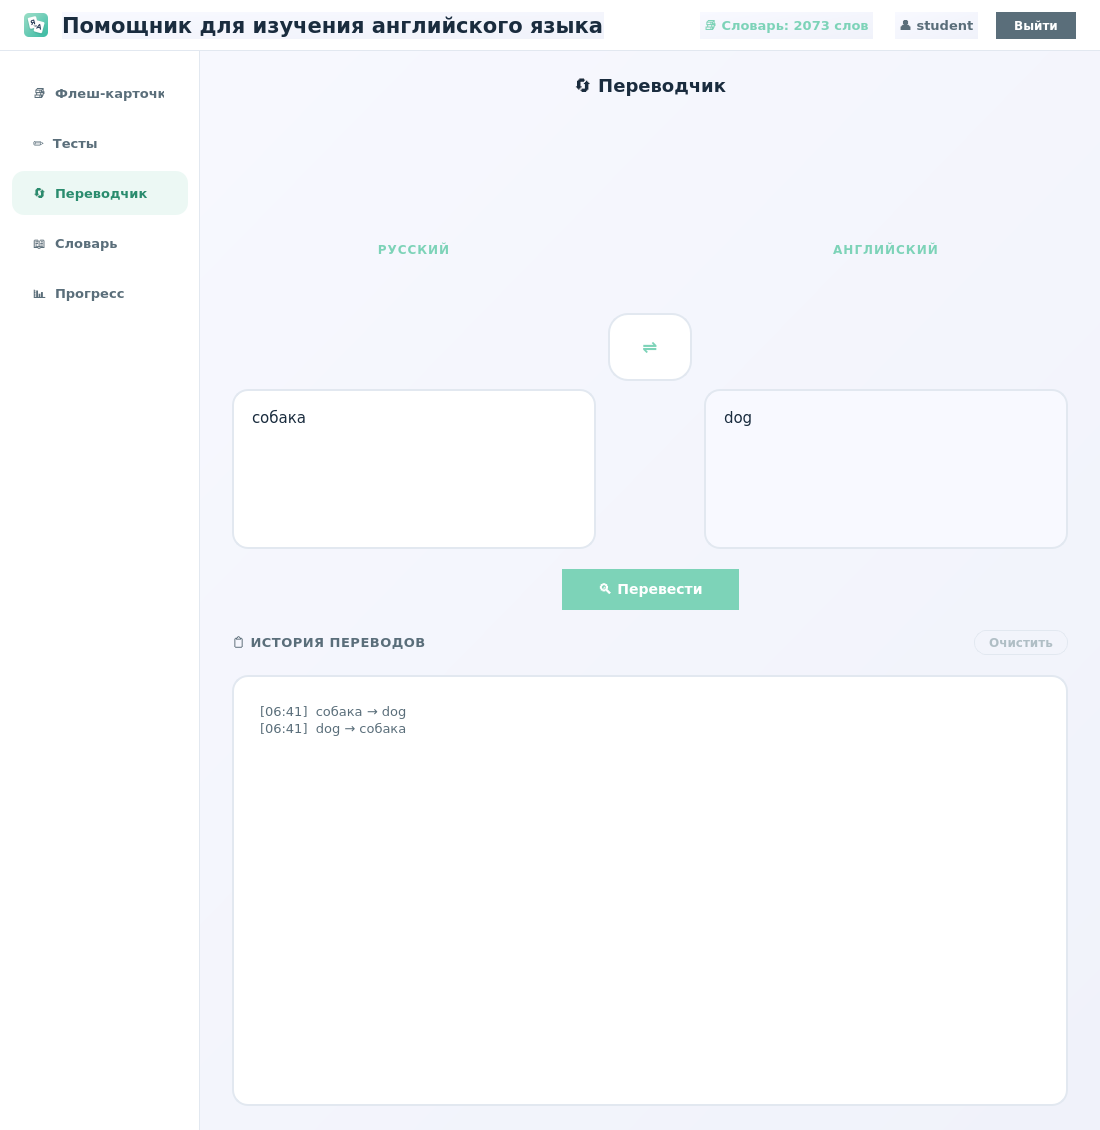 Помощник для изучения английского языка
Словарь: 2073 слов
student
Выйти
Флеш-карточк
Тесты
Переводчик
Словарь
Прогресс
Переводчик
РУССКИЙ
АНГЛИЙСКИЙ
⇌
собака
dog
Перевести
ИСТОРИЯ ПЕРЕВОДОВ
Очистить
[06:41] собака → dog
[06:41] dog → собака